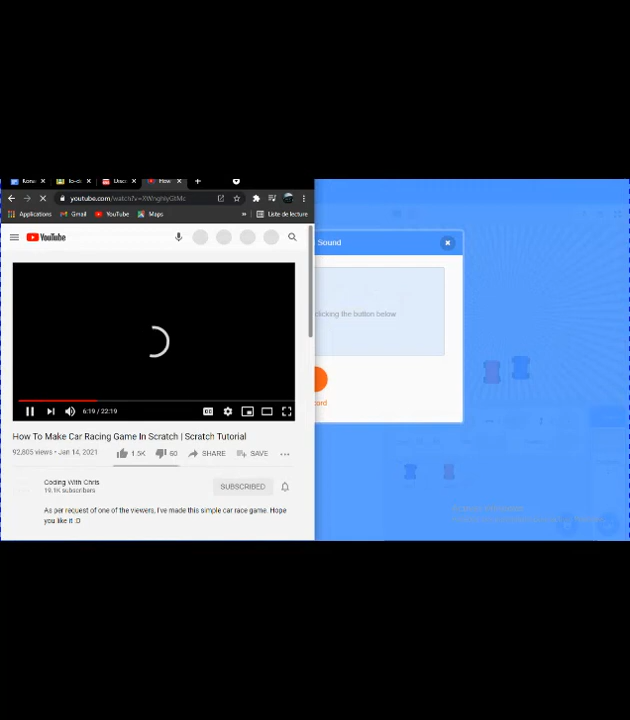 How
youtube.com/watch?v=
Applications Gmail YouTube Maps » Liste de lecture
YouTube
Sound
clicking the button below
6:19 / 22:19
How To Make Car Racing Game In Scratch | Scratch Tutorial
92,805 views • Jan 14, 2021 1.5K 60 SHARE SAVE
Coding With Chris
19.1K subscribers
SUBSCRIBED
As per request of one of the viewers, I've made this simple car race game. Hope
you like it :D